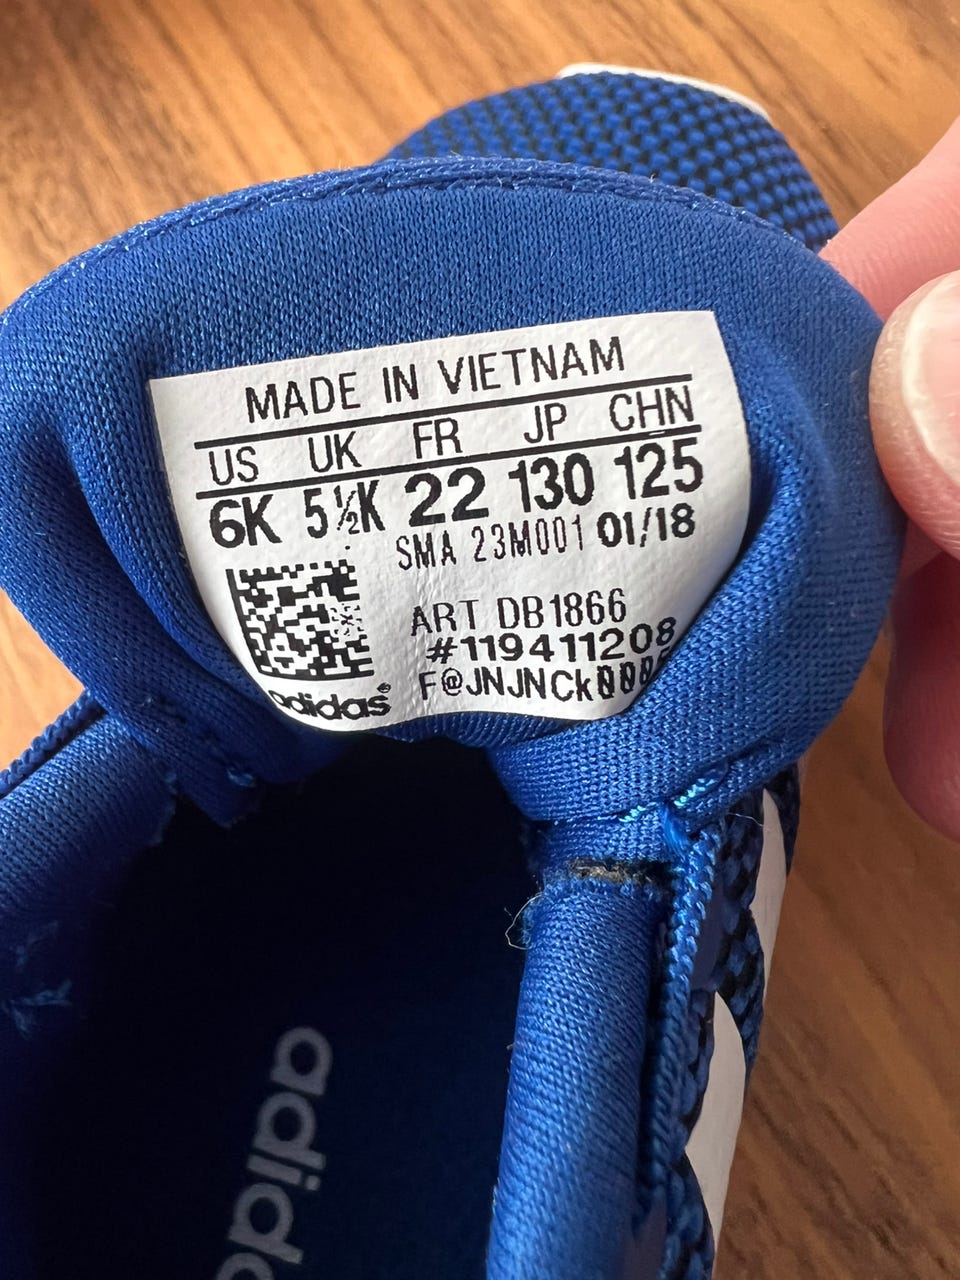 MADE IN VIETNAM
US UK FR JP CHN
6K 5½K 22 130 125
SMA 23M001 01/18
ART DB1866
#119411208
adidas®
adidas